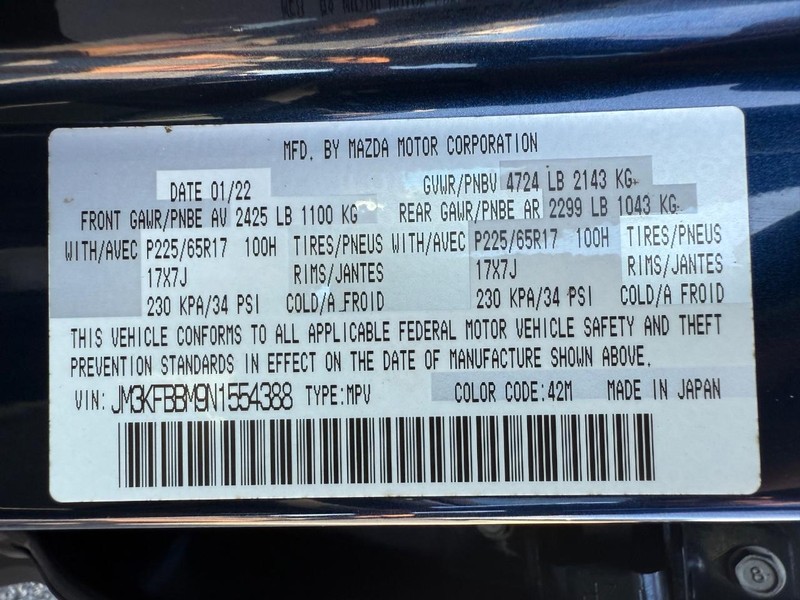 MFD. BY MAZDA MOTOR CORPORATION
DATE 01/22 GVWR/PNBV 4724 LB 2143 KG
FRONT GAWR/PNBE AV 2425 LB 1100 KG REAR GAWR/PNBE AR 2299 LB 1043 KG
WITH/AVEC P225/65R17 100H TIRES/PNEUS WITH/AVEC P225/65R17 100H TIRES/PNEUS
17X7J RIMS/JANTES 17X7J RIMS/JANTES
230 KPA/34 PSI COLD/A FROID 230 KPA/34 PSI COLD/A FROID
THIS VEHICLE CONFORMS TO ALL APPLICABLE FEDERAL MOTOR VEHICLE SAFETY AND THEFT
PREVENTION STANDARDS IN EFFECT ON THE DATE OF MANUFACTURE SHOWN ABOVE.
VIN: JM3KFBBM9N1554388 TYPE:MPV COLOR CODE:42M MADE IN JAPAN
8